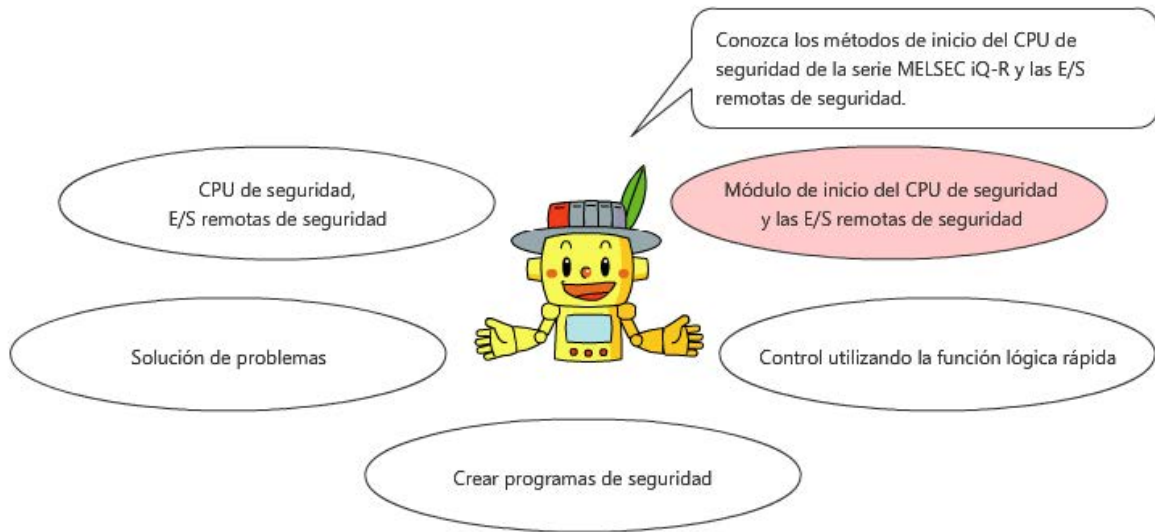 Conozca los métodos de inicio del CPU de
seguridad de la serie MELSEC iQ-R y las E/S
remotas de seguridad.
CPU de seguridad,
E/S remotas de seguridad
Módulo de inicio del CPU de seguridad
y las E/S remotas de seguridad
Solución de problemas
Control utilizando la función lógica rápida
Crear programas de seguridad